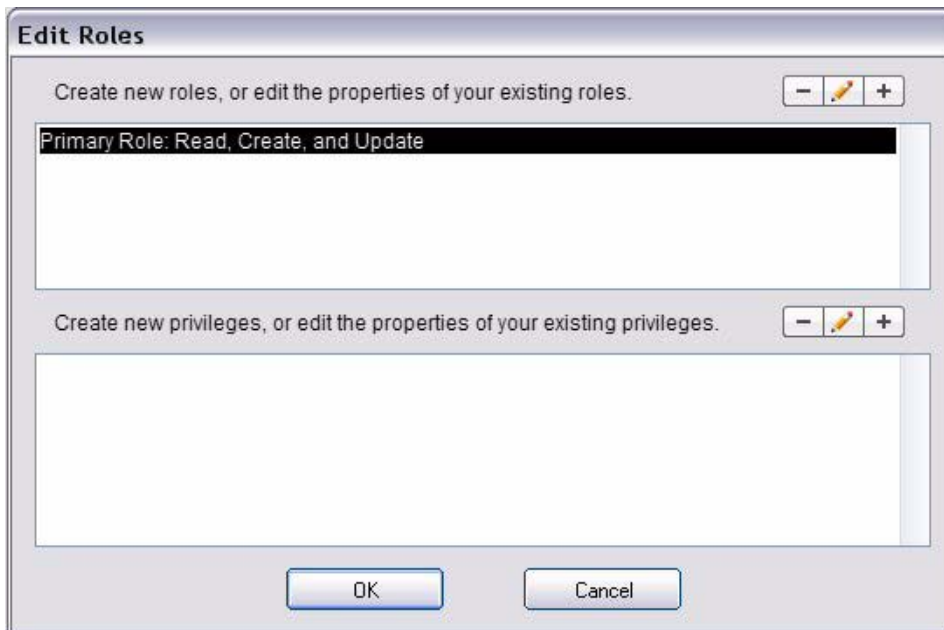 Edit Roles
Create new roles, or edit the properties of your existing roles.
Primary Role: Read, Create, and Update
Create new privileges, or edit the properties of your existing privileges.
OK Cancel